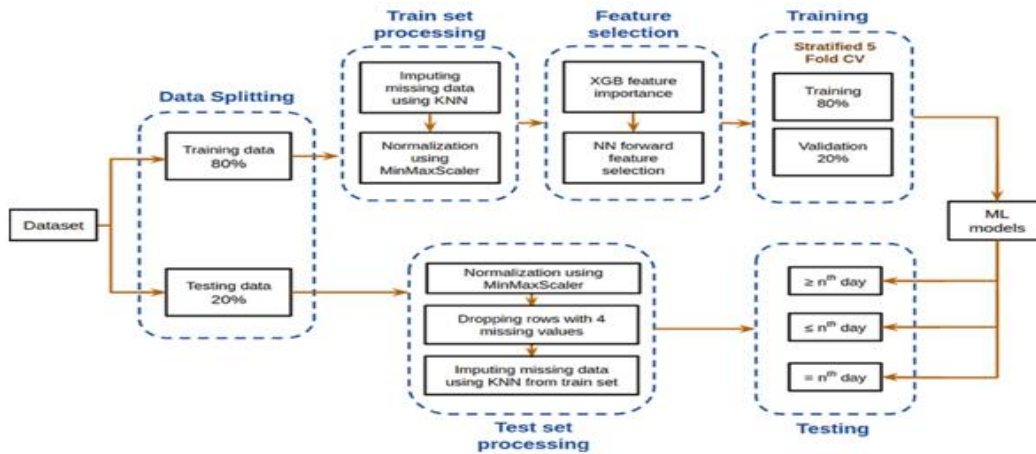 Train set
processing
Feature
selection
Training
Data Splitting
Imputing
missing data
using KNN
Normalization
using
MinMaxScaler
XGB feature
importance
NN forward
feature
selection
Stratified 5
Fold CV
Training
80%
Validation
20%
Training data
80%
Dataset
Testing data
20%
ML
models
Normalization using
MinMaxScaler
Dropping rows with 4
missing values
Imputing missing data
using KNN from train set
≥ nth day
≤ nth day
= nth day
Test set
processing
Testing